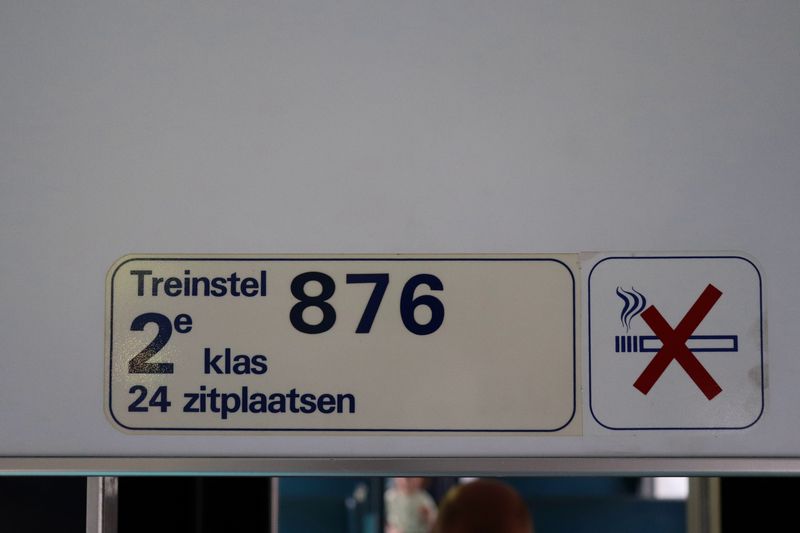 Treinstel 876
2e klas
24 zitplaatsen